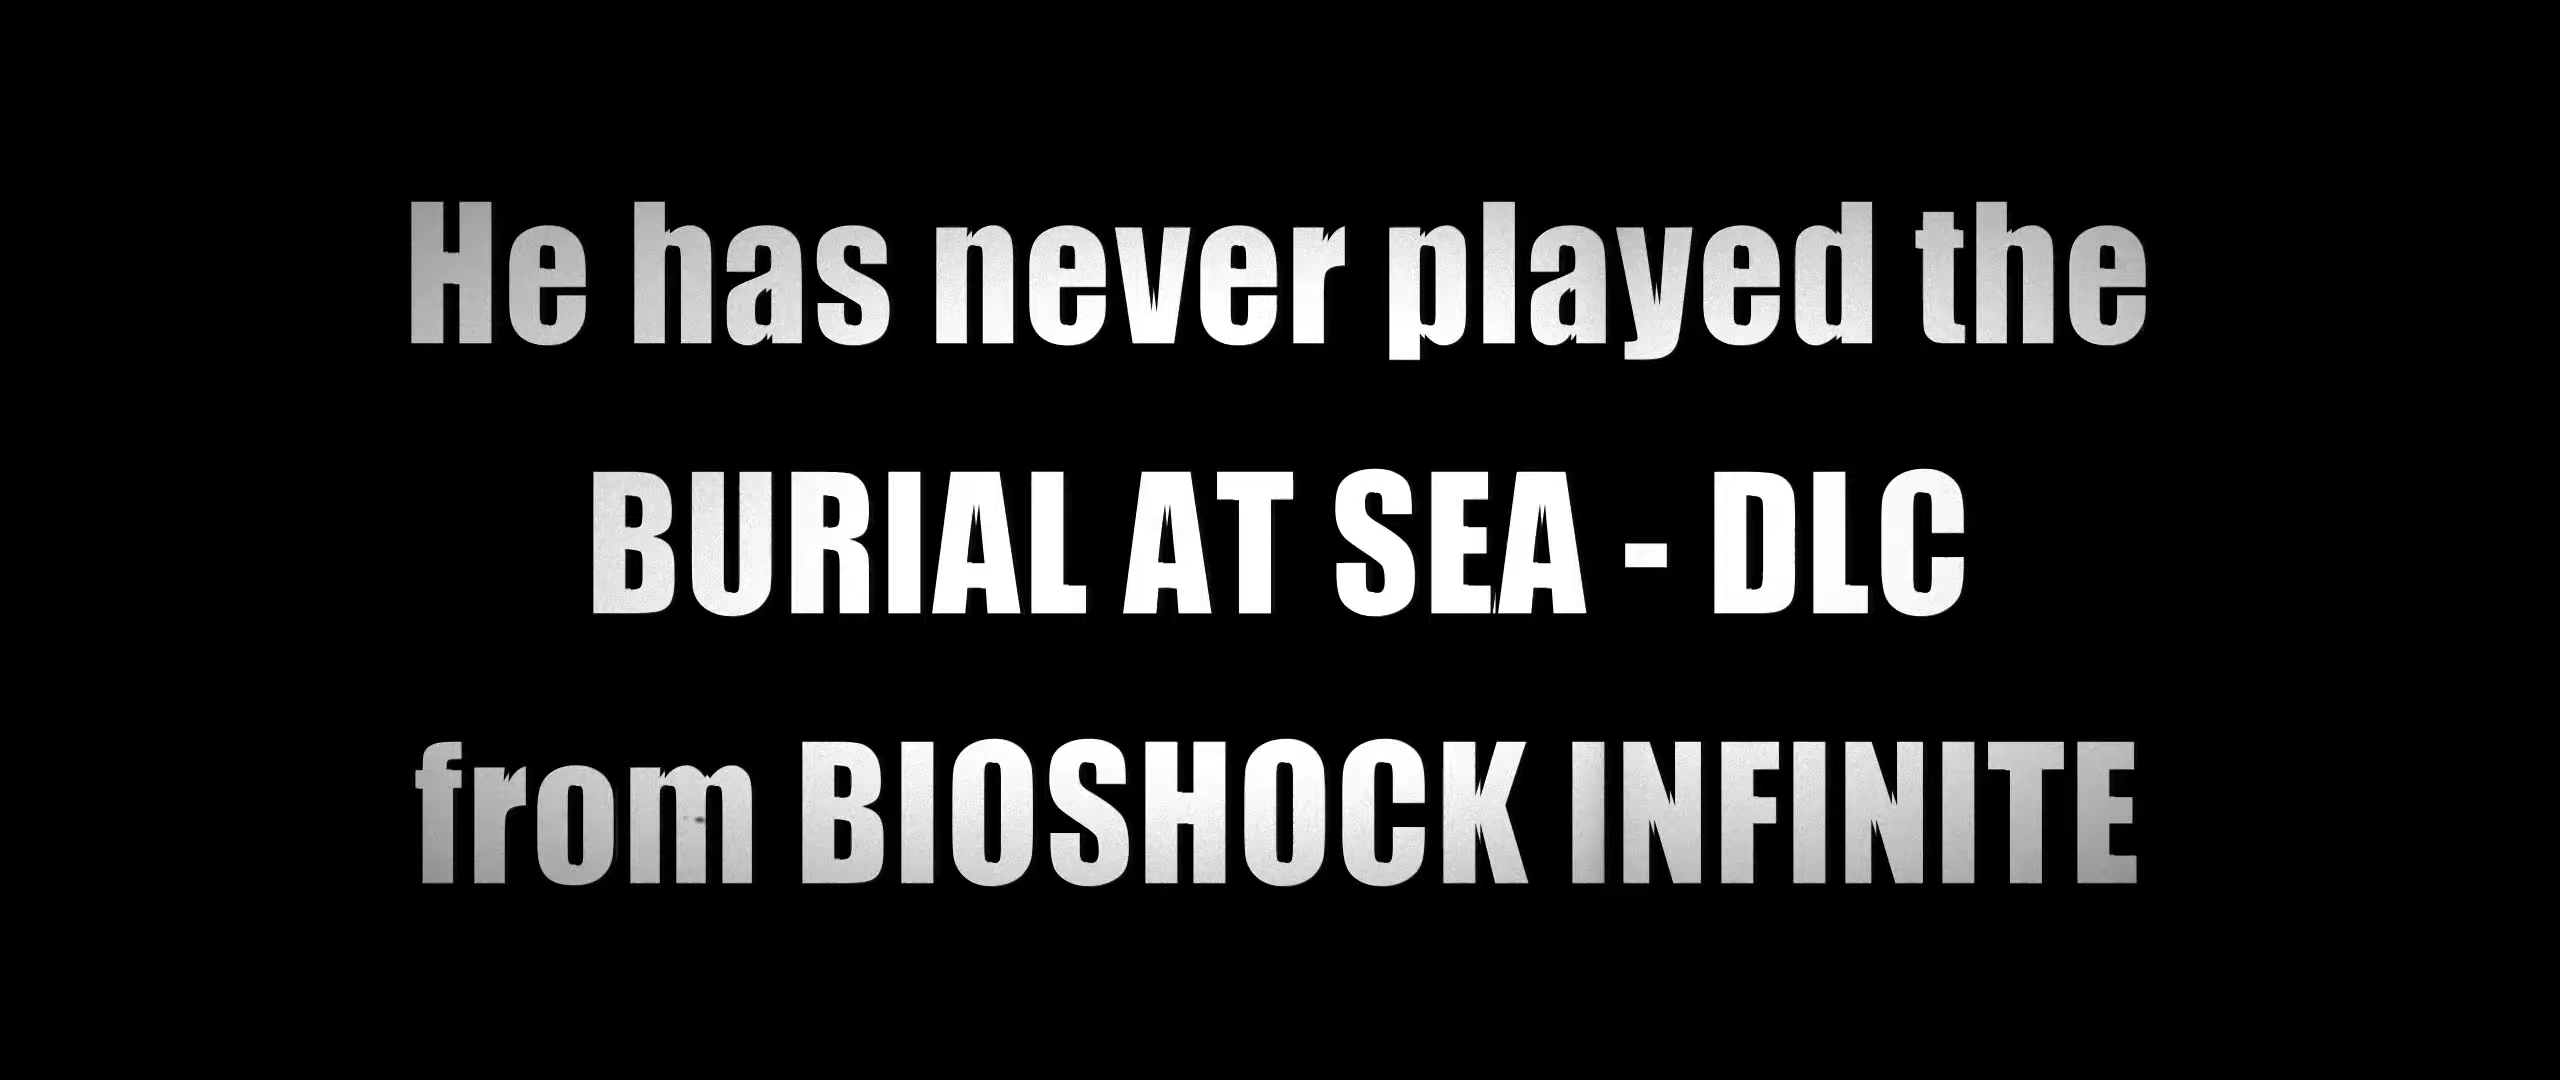 He has never played the
BURIAL AT SEA - DLC
from BIOSHOCK INFINITE